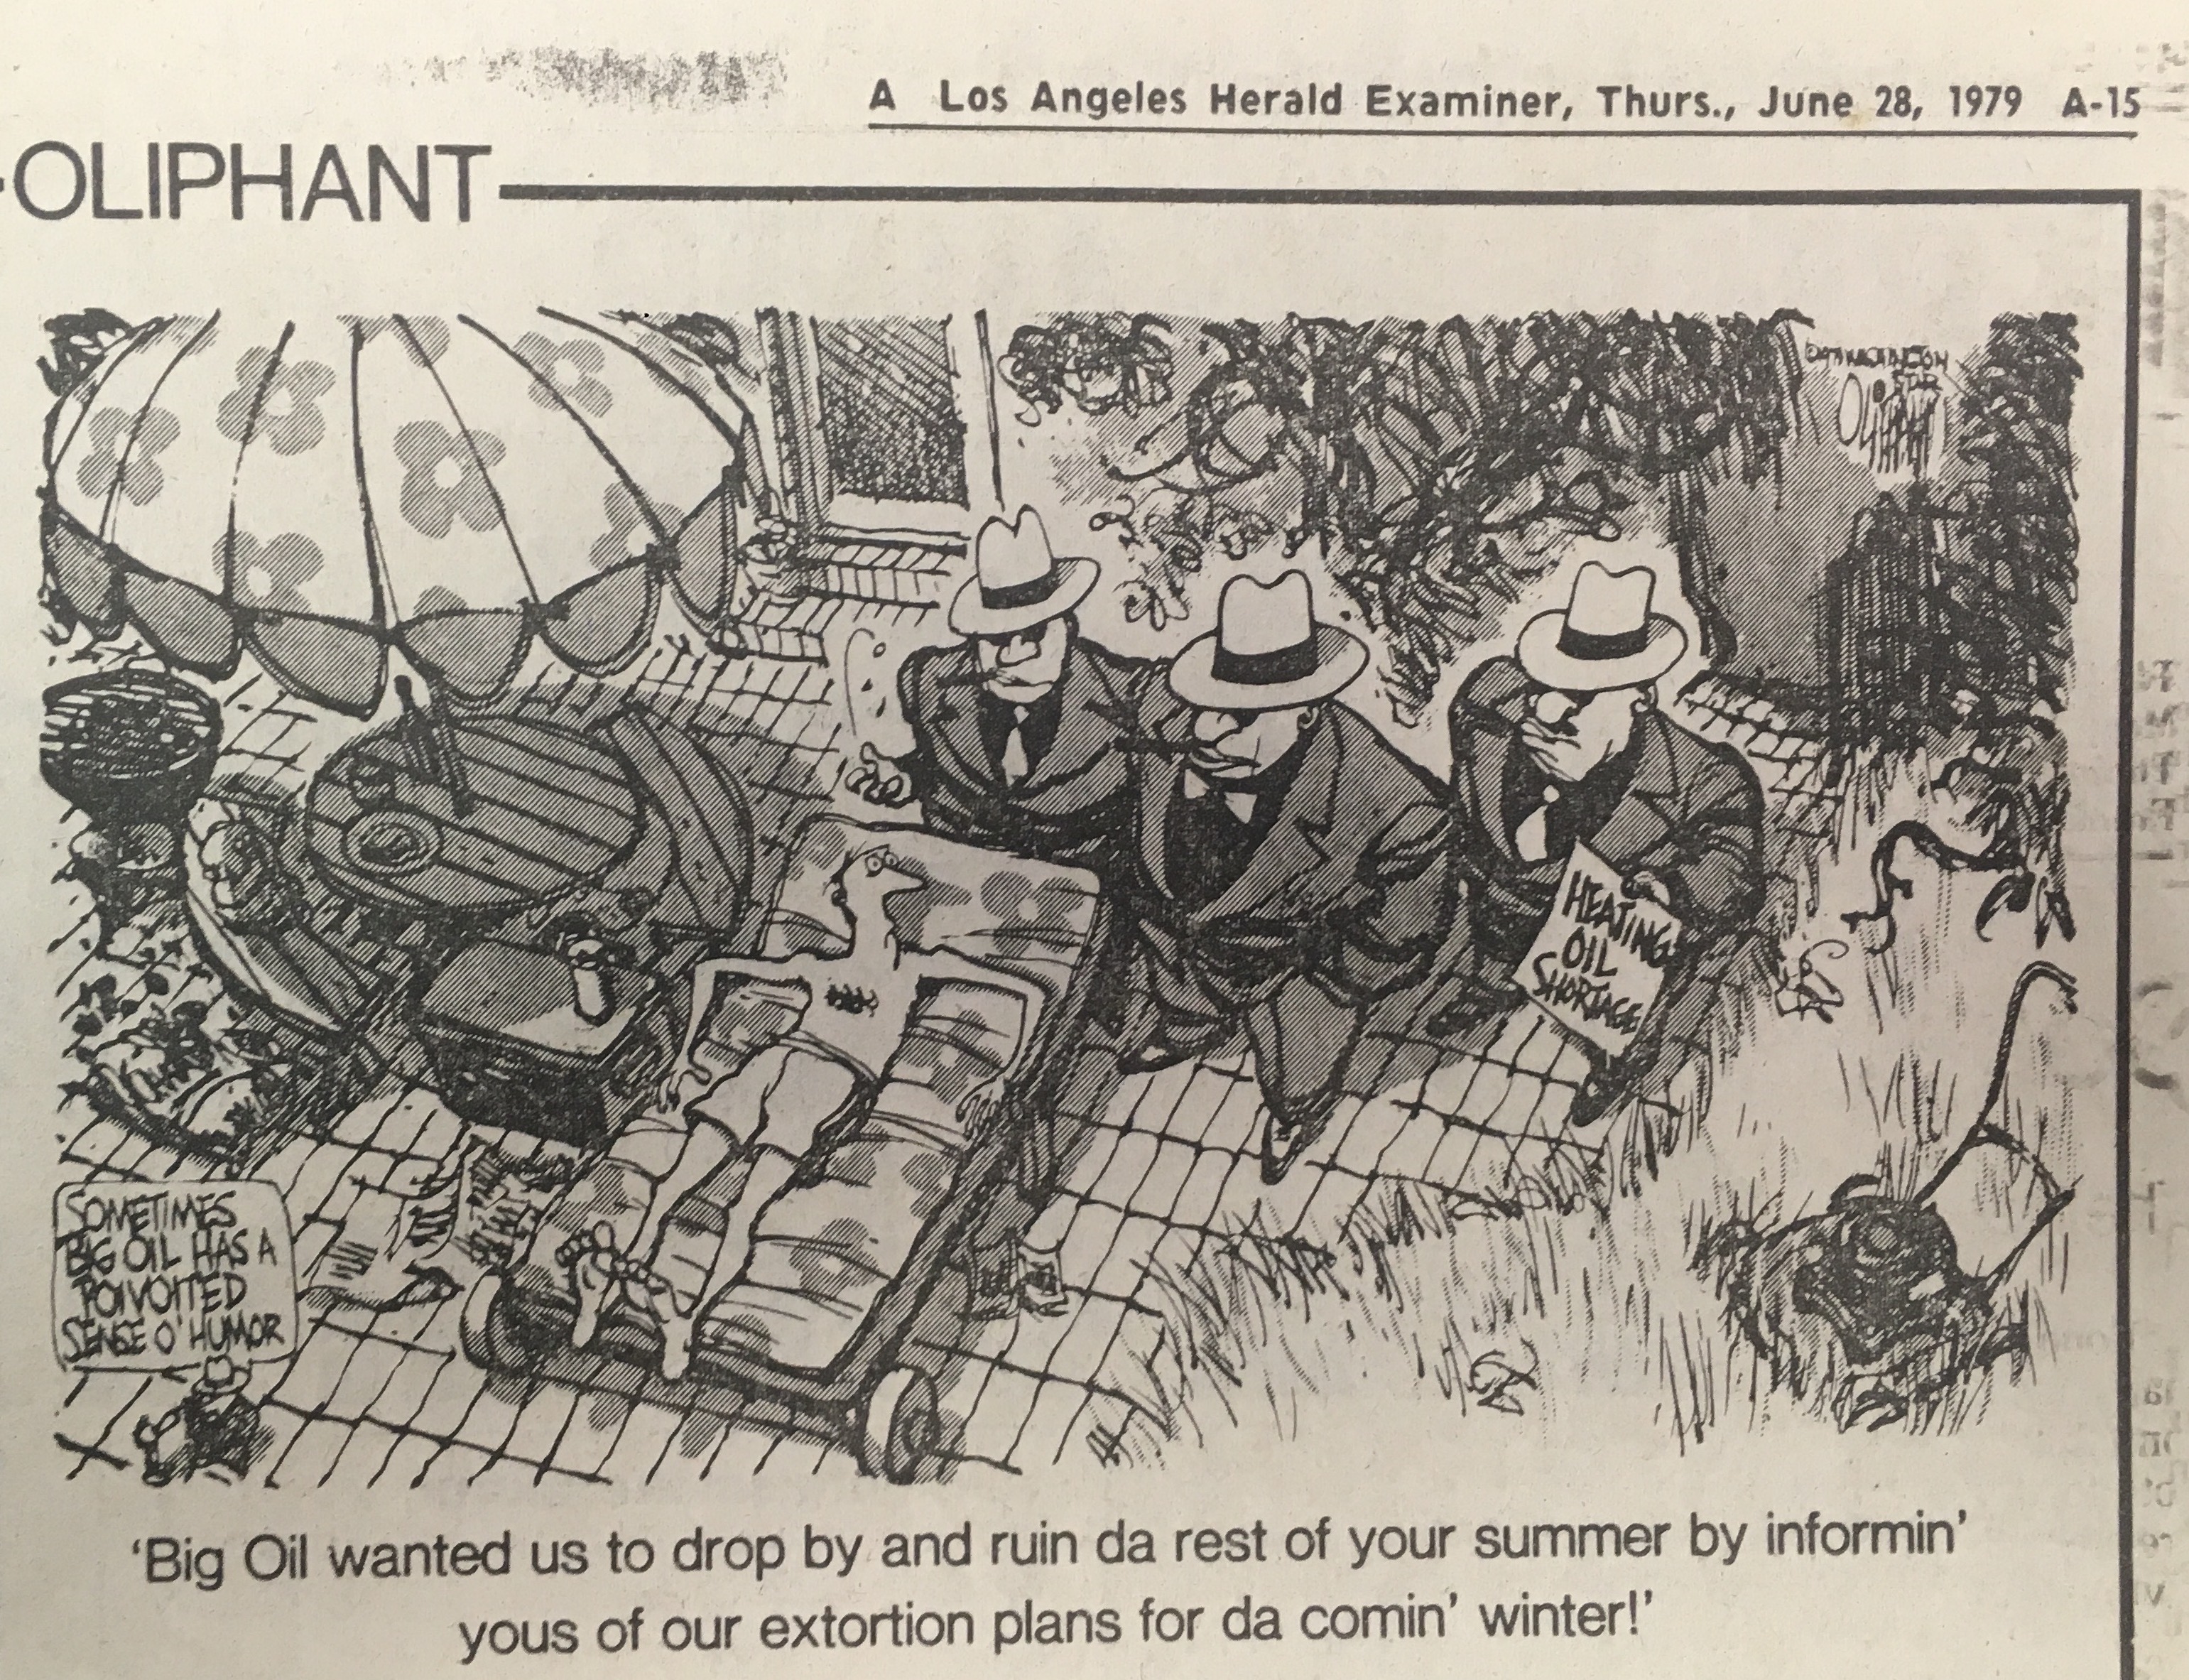 A Los Angeles Herald Examiner, Thurs., June 28, 1979 A-15
OLIPHANT
STAR
OLIPHANT
HEATING
OIL
SHORTAGE
SOMETIMES
BIG OIL HAS A
POIVOITED
SENSE O' HUMOR
'Big Oil wanted us to drop by and ruin da rest of your summer by informin'
yous of our extortion plans for da comin' winter!'